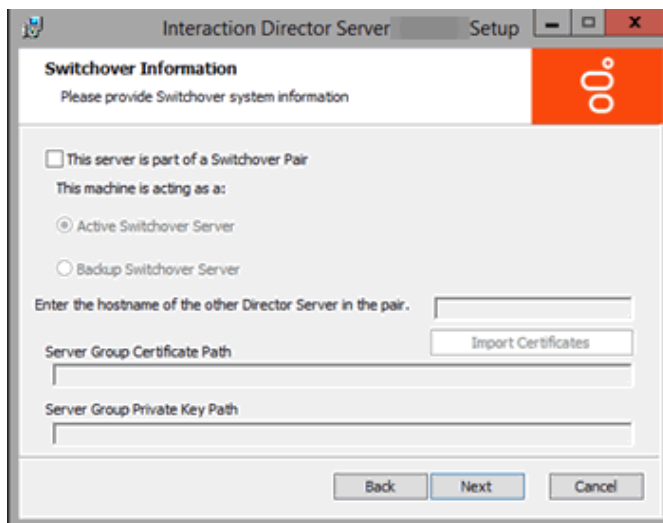 Interaction Director Server Setup
Switchover Information
Please provide Switchover system information
This server is part of a Switchover Pair
This machine is acting as a:
Active Switchover Server
Backup Switchover Server
Enter the hostname of the other Director Server in the pair.
Import Certificates
Server Group Certificate Path
Server Group Private Key Path
Back Next Cancel